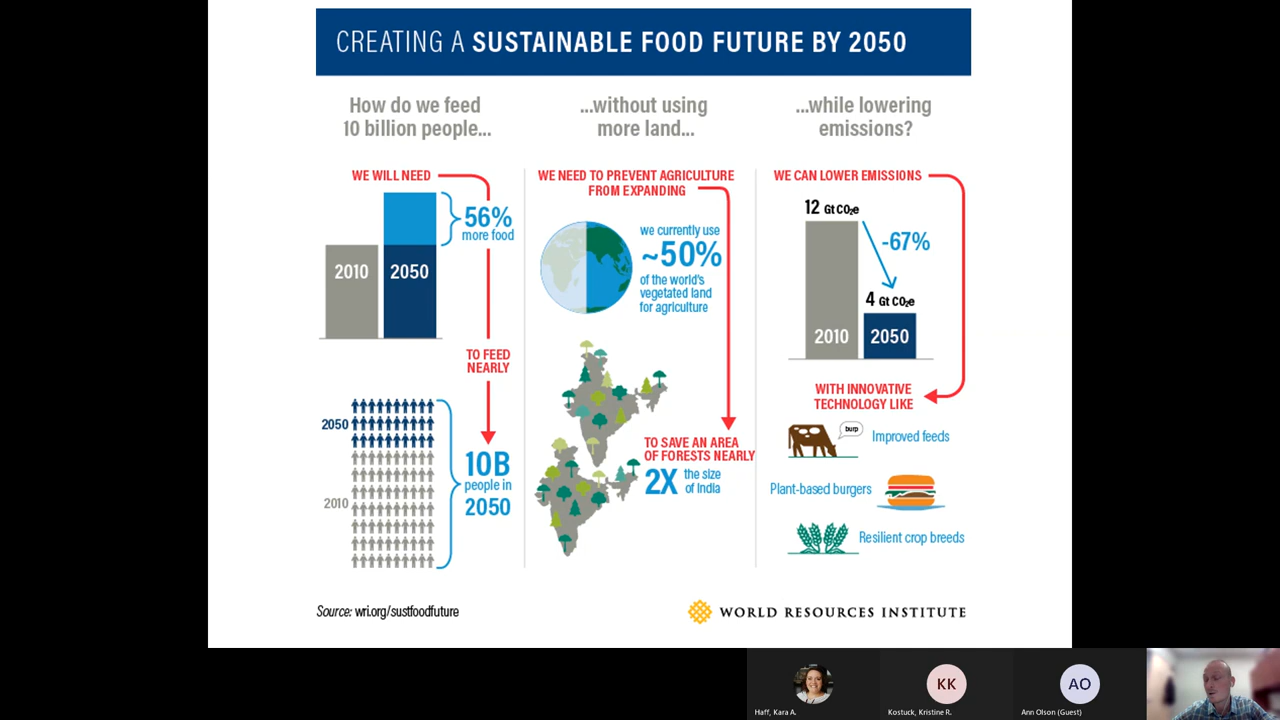 CREATING A SUSTAINABLE FOOD FUTURE BY 2050
How do we feed
10 billion people...
WE WILL NEED
56%
more food
2010
2050
TO FEED
NEARLY
2050
2010
10B
people in
2050
...without using
more land...
WE NEED TO PREVENT AGRICULTURE
FROM EXPANDING
we currently use
~50%
of the world's
vegetated land
for agriculture
TO SAVE AN AREA
OF FORESTS NEARLY
2X the size
of India
...while lowering
emissions?
WE CAN LOWER EMISSIONS
12 Gt CO₂e
-67%
4 Gt CO₂e
2010
2050
WITH INNOVATIVE
TECHNOLOGY LIKE
burp
Improved feeds
Plant-based burgers
Resilient crop breeds
Source: wri.org/sustfoodfuture
WORLD RESOURCES INSTITUTE
KK
AO
Haff, Kara A.
Kostuck, Kristine R.
Ann Olson (Guest)